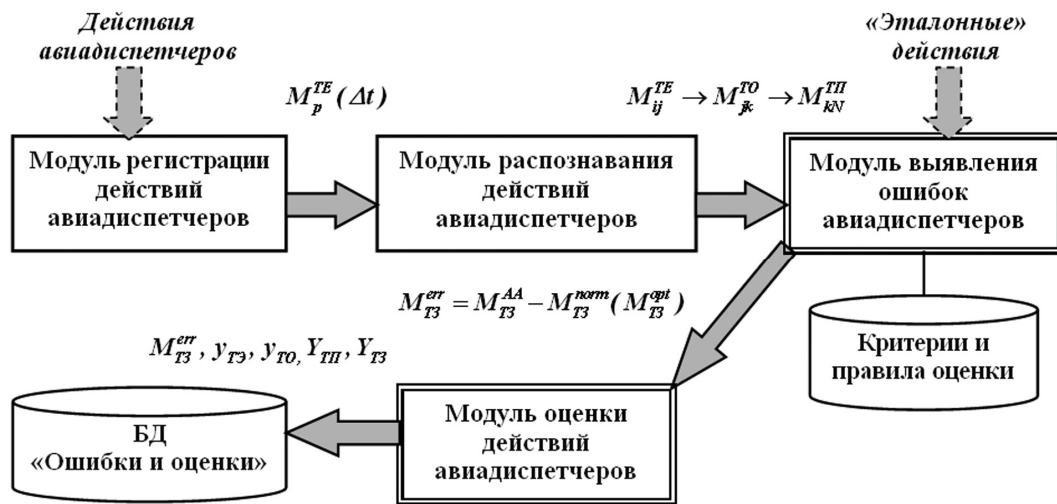 Действия
авиадиспетчеров
«Эталонные»
действия
M_p^{TE}(Δt)
M_{ij}^{TE} → M_{jk}^{TO} → M_{kN}^{ТП}
Модуль регистрации
действий
авиадиспетчеров
Модуль распознавания
действий
авиадиспетчеров
Модуль выявления
ошибок
авиадиспетчеров
M_{ТЗ}^{err} = M_{ТЗ}^{AA} – M_{ТЗ}^{norm}(M_{ТЗ}^{opt})
Критерии и
правила оценки
M_{ТЗ}^{err}, y_{ТЭ}, y_{ТО,} Y_{ТП}, Y_{ТЗ}
Модуль оценки
действий
авиадиспетчеров
БД
«Ошибки и оценки»